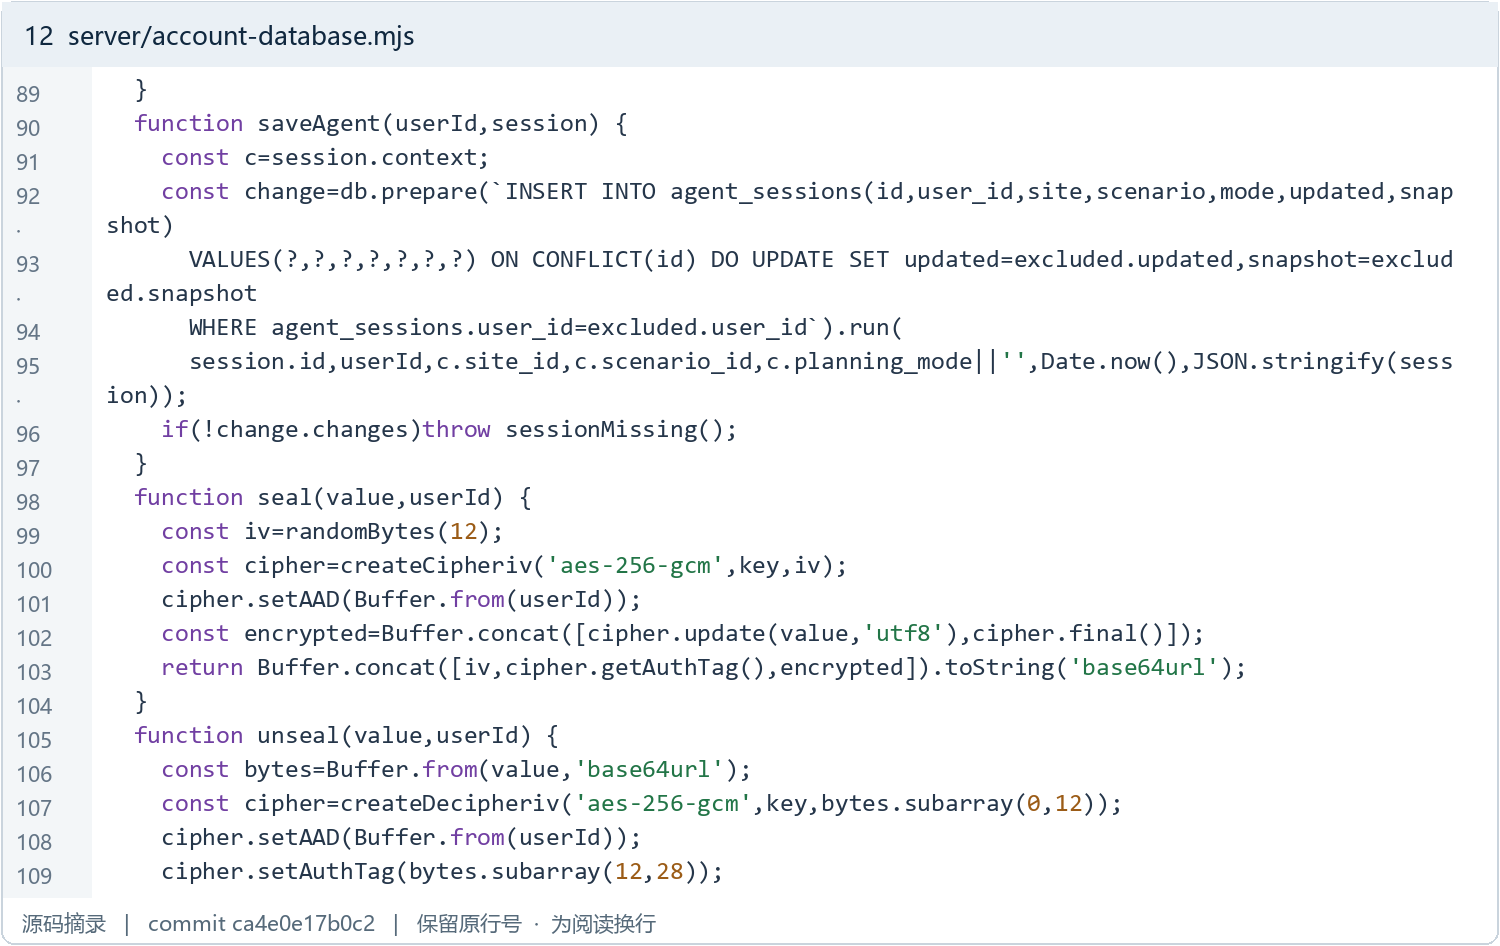 12 server/account-database.mjs
89   }
90   function saveAgent(userId,session) {
91     const c=session.context;
92     const change=db.prepare(`INSERT INTO agent_sessions(id,user_id,site,scenario,mode,updated,snap
· shot)
93       VALUES(?,?,?,?,?,?,?) ON CONFLICT(id) DO UPDATE SET updated=excluded.updated,snapshot=exclud
· ed.snapshot
94       WHERE agent_sessions.user_id=excluded.user_id`).run(
95       session.id,userId,c.site_id,c.scenario_id,c.planning_mode||'',Date.now(),JSON.stringify(sess
· ion));
96     if(!change.changes)throw sessionMissing();
97   }
98   function seal(value,userId) {
99     const iv=randomBytes(12);
100     const cipher=createCipheriv('aes-256-gcm',key,iv);
101     cipher.setAAD(Buffer.from(userId));
102     const encrypted=Buffer.concat([cipher.update(value,'utf8'),cipher.final()]);
103     return Buffer.concat([iv,cipher.getAuthTag(),encrypted]).toString('base64url');
104   }
105   function unseal(value,userId) {
106     const bytes=Buffer.from(value,'base64url');
107     const cipher=createDecipheriv('aes-256-gcm',key,bytes.subarray(0,12));
108     cipher.setAAD(Buffer.from(userId));
109     cipher.setAuthTag(bytes.subarray(12,28));
源码摘录 | commit ca4e0e17b0c2 | 保留原行号 · 为阅读换行